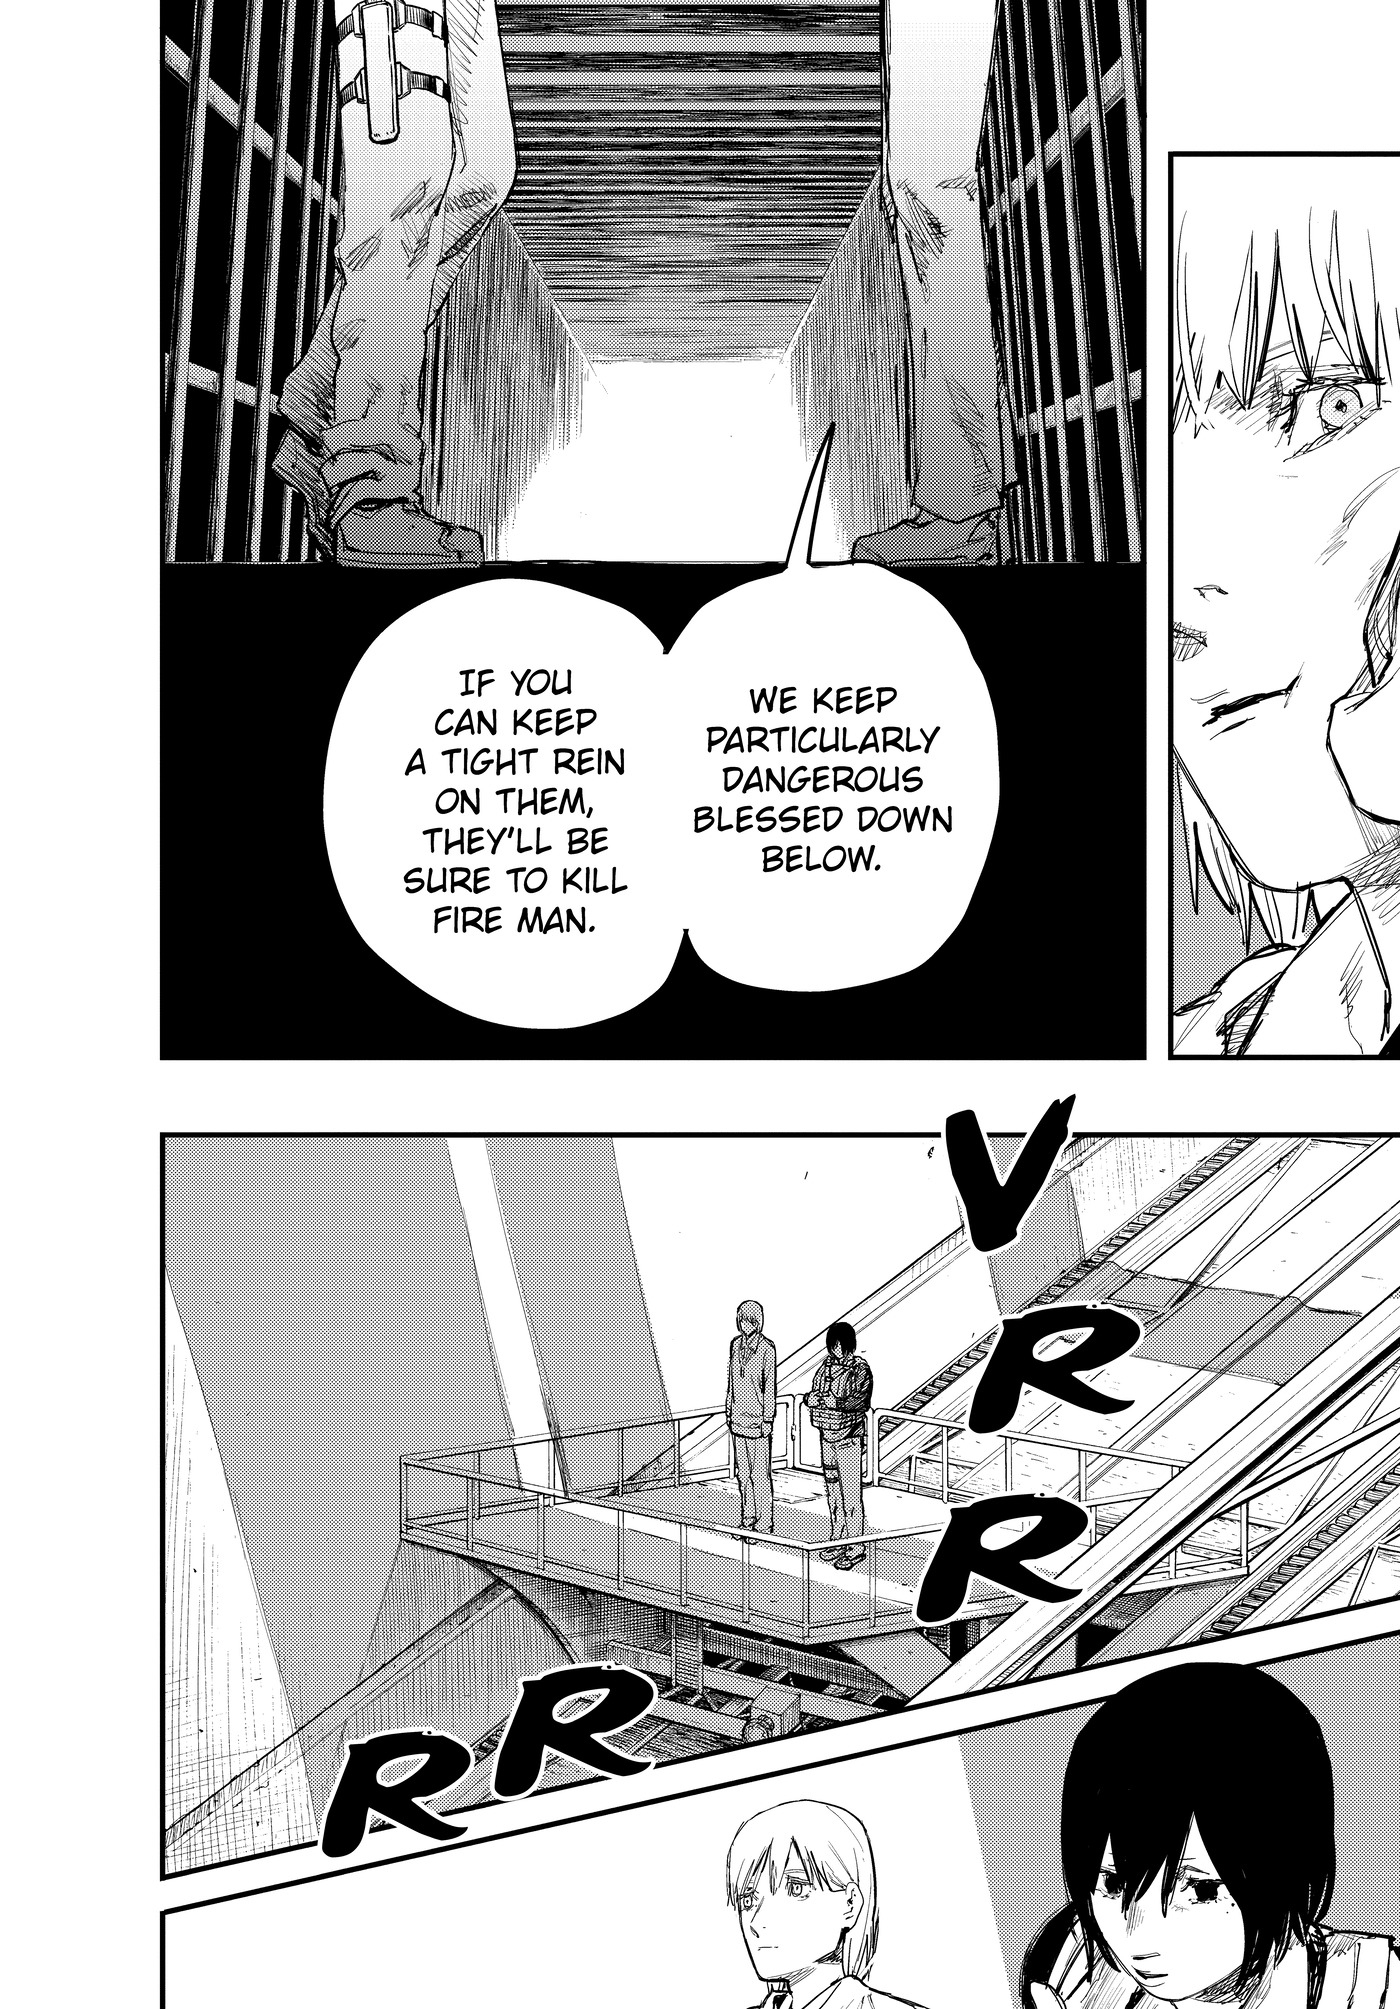 WE KEEP
PARTICULARLY
DANGEROUS
BLESSED DOWN
BELOW.
IF YOU
CAN KEEP
A TIGHT REIN
ON THEM,
THEY'LL BE
SURE TO KILL
FIRE MAN.
V
R
R
R
R